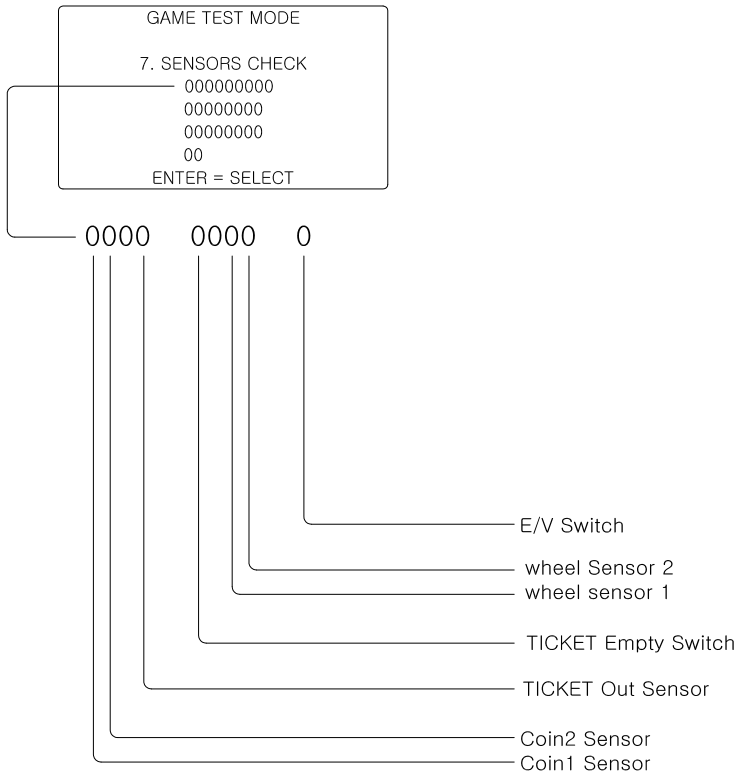 GAME TEST MODE
7. SENSORS CHECK
000000000
00000000
00000000
00
ENTER = SELECT
0000 0000 0
E/V Switch
wheel Sensor 2
wheel sensor 1
TICKET Empty Switch
TICKET Out Sensor
Coin2 Sensor
Coin1 Sensor